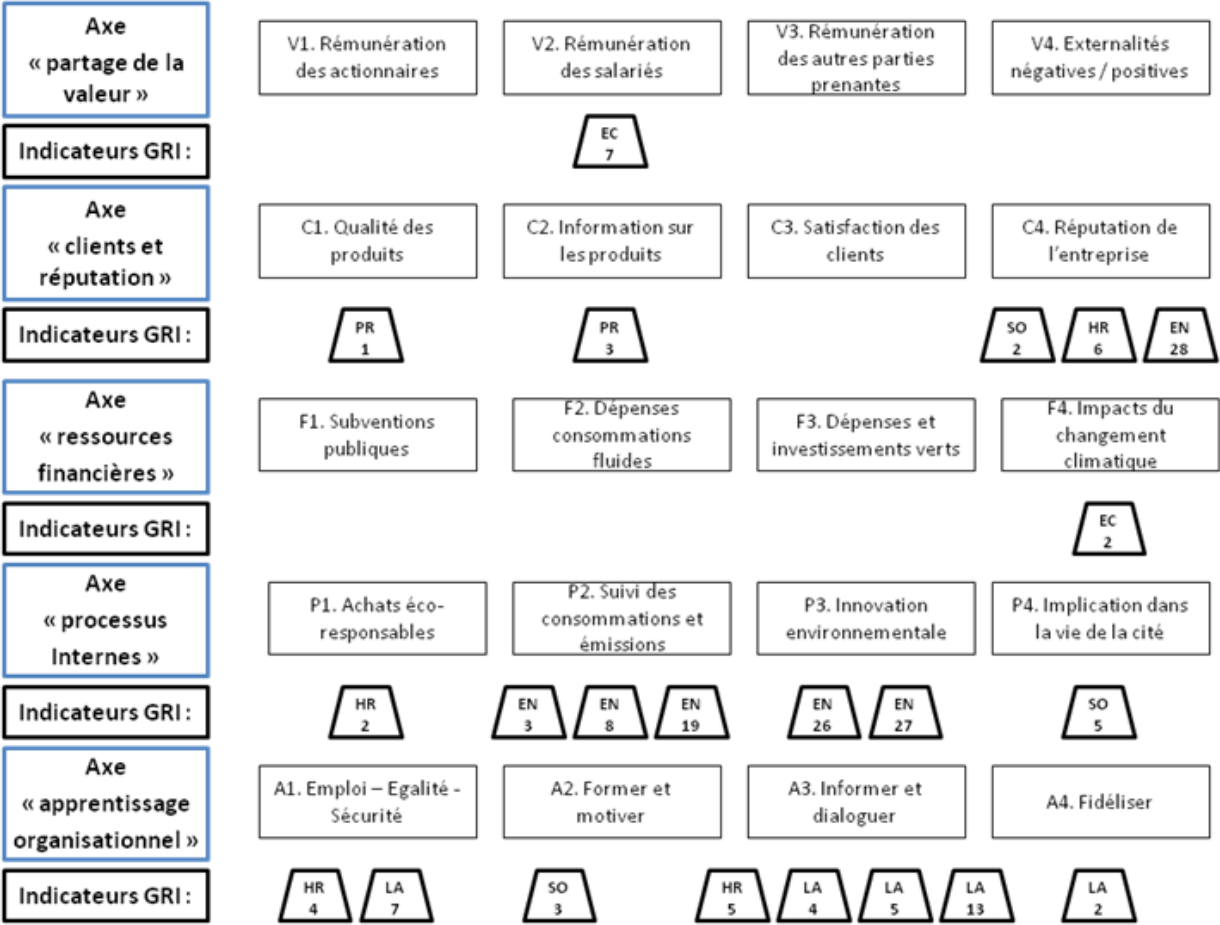 Axe
« partage de la
valeur »
V1. Rémunération
des actionnaires
V2. Rémunération
des salariés
V3. Rémunération
des autres parties
prenantes
V4. Externalités
négatives / positives
Indicateurs GRI :
EC
7
Axe
« clients et
réputation »
C1. Qualité des
produits
C2. Information sur
les produits
C3. Satisfaction des
clients
C4. Réputation de
l'entreprise
Indicateurs GRI :
PR
1
PR
3
SO
2
HR
6
EN
28
Axe
« ressources
financières »
F1. Subventions
publiques
F2. Dépenses
consommations
fluides
F3. Dépenses et
investissements verts
F4. Impacts du
changement
climatique
Indicateurs GRI :
EC
2
Axe
« processus
Internes »
P1. Achats éco-
responsables
P2. Suivi des
consommations et
émissions
P3. Innovation
environnementale
P4. Implication dans
la vie de la cité
Indicateurs GRI :
HR
2
EN
3
EN
8
EN
19
EN
26
EN
27
SO
5
Axe
« apprentissage
organisationnel »
A1. Emploi – Egalité -
Sécurité
A2. Former et
motiver
A3. Informer et
dialoguer
A4. Fidéliser
Indicateurs GRI :
HR
4
LA
7
SO
3
HR
5
LA
4
LA
5
LA
13
LA
2